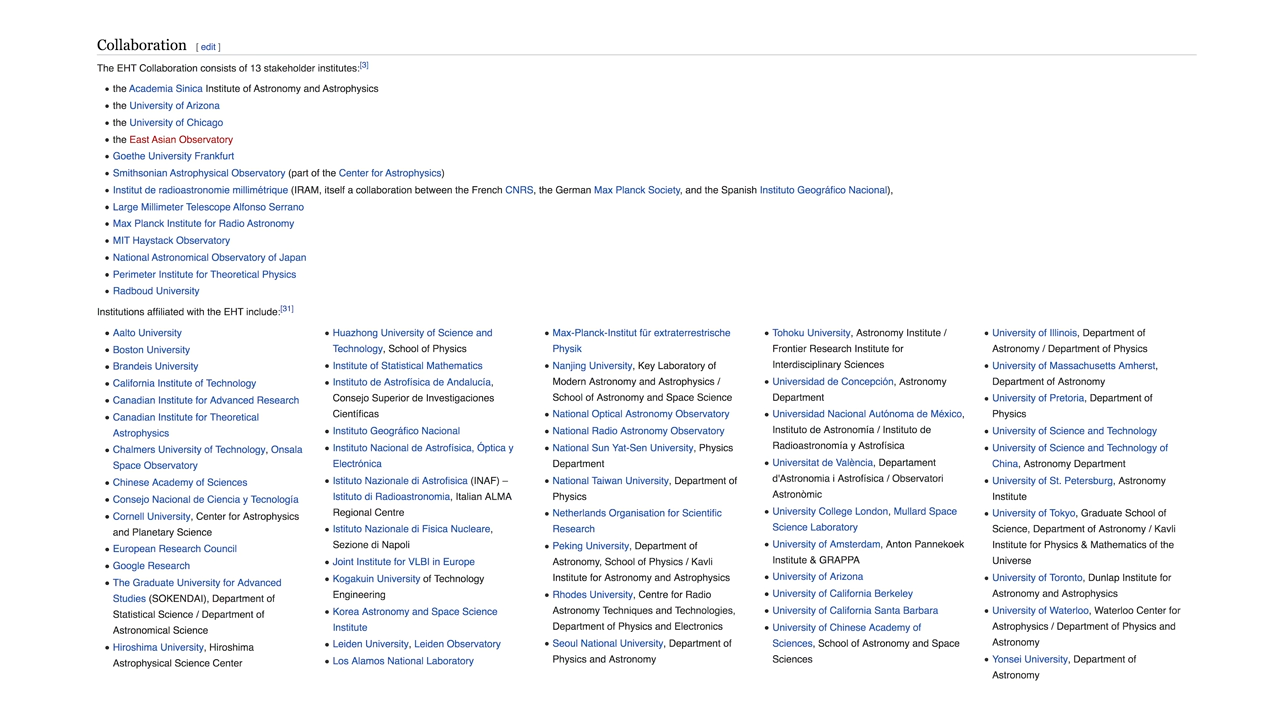 Collaboration [ edit ]
The EHT Collaboration consists of 13 stakeholder institutes:[3]
• the Academia Sinica Institute of Astronomy and Astrophysics
• the University of Arizona
• the University of Chicago
• the East Asian Observatory
• Goethe University Frankfurt
• Smithsonian Astrophysical Observatory (part of the Center for Astrophysics)
• Institut de radioastronomie millimétrique (IRAM, itself a collaboration between the French CNRS, the German Max Planck Society, and the Spanish Instituto Geográfico Nacional),
• Large Millimeter Telescope Alfonso Serrano
• Max Planck Institute for Radio Astronomy
• MIT Haystack Observatory
• National Astronomical Observatory of Japan
• Perimeter Institute for Theoretical Physics
• Radboud University
Institutions affiliated with the EHT include:[31]
• Aalto University
• Boston University
• Brandeis University
• California Institute of Technology
• Canadian Institute for Advanced Research
• Canadian Institute for Theoretical
Astrophysics
• Chalmers University of Technology, Onsala
Space Observatory
• Chinese Academy of Sciences
• Consejo Nacional de Ciencia y Tecnología
• Cornell University, Center for Astrophysics
and Planetary Science
• European Research Council
• Google Research
• The Graduate University for Advanced
Studies (SOKENDAI), Department of
Statistical Science / Department of
Astronomical Science
• Hiroshima University, Hiroshima
Astrophysical Science Center
• Huazhong University of Science and
Technology, School of Physics
• Institute of Statistical Mathematics
• Instituto de Astrofísica de Andalucía,
Consejo Superior de Investigaciones
Científicas
• Instituto Geográfico Nacional
• Instituto Nacional de Astrofísica, Óptica y
Electrónica
• Istituto Nazionale di Astrofisica (INAF) –
Istituto di Radioastronomia, Italian ALMA
Regional Centre
• Istituto Nazionale di Fisica Nucleare,
Sezione di Napoli
• Joint Institute for VLBI in Europe
• Kogakuin University of Technology
Engineering
• Korea Astronomy and Space Science
Institute
• Leiden University, Leiden Observatory
• Los Alamos National Laboratory
• Max-Planck-Institut für extraterrestrische
Physik
• Nanjing University, Key Laboratory of
Modern Astronomy and Astrophysics /
School of Astronomy and Space Science
• National Optical Astronomy Observatory
• National Radio Astronomy Observatory
• National Sun Yat-Sen University, Physics
Department
• National Taiwan University, Department of
Physics
• Netherlands Organisation for Scientific
Research
• Peking University, Department of
Astronomy, School of Physics / Kavli
Institute for Astronomy and Astrophysics
• Rhodes University, Centre for Radio
Astronomy Techniques and Technologies,
Department of Physics and Electronics
• Seoul National University, Department of
Physics and Astronomy
• Tohoku University, Astronomy Institute /
Frontier Research Institute for
Interdisciplinary Sciences
• Universidad de Concepción, Astronomy
Department
• Universidad Nacional Autónoma de México,
Instituto de Astronomía / Instituto de
Radioastronomía y Astrofísica
• Universitat de València, Departament
d'Astronomia i Astrofísica / Observatori
Astronòmic
• University College London, Mullard Space
Science Laboratory
• University of Amsterdam, Anton Pannekoek
Institute & GRAPPA
• University of Arizona
• University of California Berkeley
• University of California Santa Barbara
• University of Chinese Academy of
Sciences, School of Astronomy and Space
Sciences
• University of Illinois, Department of
Astronomy / Department of Physics
• University of Massachusetts Amherst,
Department of Astronomy
• University of Pretoria, Department of
Physics
• University of Science and Technology
• University of Science and Technology of
China, Astronomy Department
• University of St. Petersburg, Astronomy
Institute
• University of Tokyo, Graduate School of
Science, Department of Astronomy / Kavli
Institute for Physics & Mathematics of the
Universe
• University of Toronto, Dunlap Institute for
Astronomy and Astrophysics
• University of Waterloo, Waterloo Center for
Astrophysics / Department of Physics and
Astronomy
• Yonsei University, Department of
Astronomy